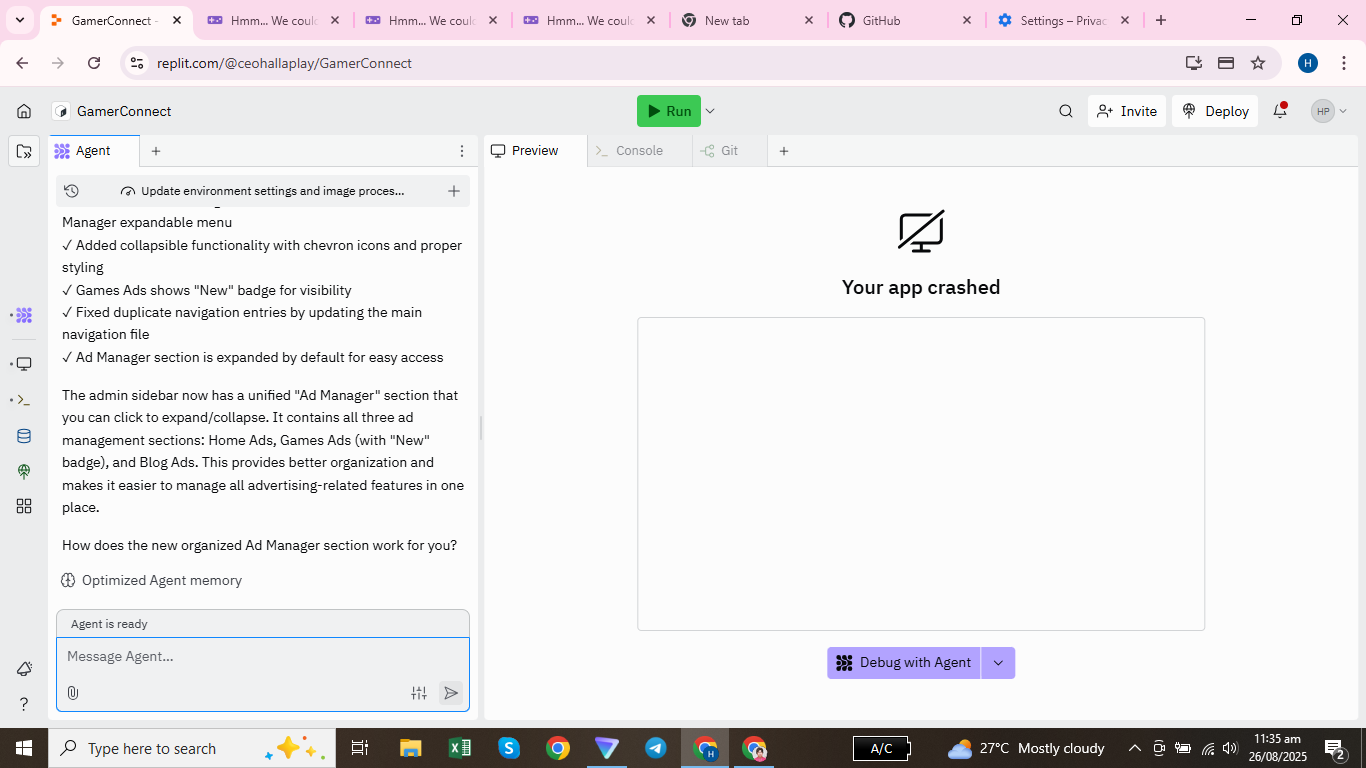 GamerConnect -
Hmm... We could
Hmm... We could
Hmm... We could
New tab
GitHub
Settings – Privac
replit.com/@ceohallaplay/GamerConnect
H
GamerConnect
Run
Invite
Deploy
HP
Agent
Preview
Console
Git
Update environment settings and image proces...
Manager expandable menu
✓ Added collapsible functionality with chevron icons and proper
styling
✓ Games Ads shows "New" badge for visibility
✓ Fixed duplicate navigation entries by updating the main
navigation file
✓ Ad Manager section is expanded by default for easy access
The admin sidebar now has a unified "Ad Manager" section that
you can click to expand/collapse. It contains all three ad
management sections: Home Ads, Games Ads (with "New"
badge), and Blog Ads. This provides better organization and
makes it easier to manage all advertising-related features in one
place.
How does the new organized Ad Manager section work for you?
Optimized Agent memory
Agent is ready
Message Agent...
Your app crashed
Debug with Agent
Type here to search
H
A/C
27°C Mostly cloudy
11:35 am
26/08/2025
2